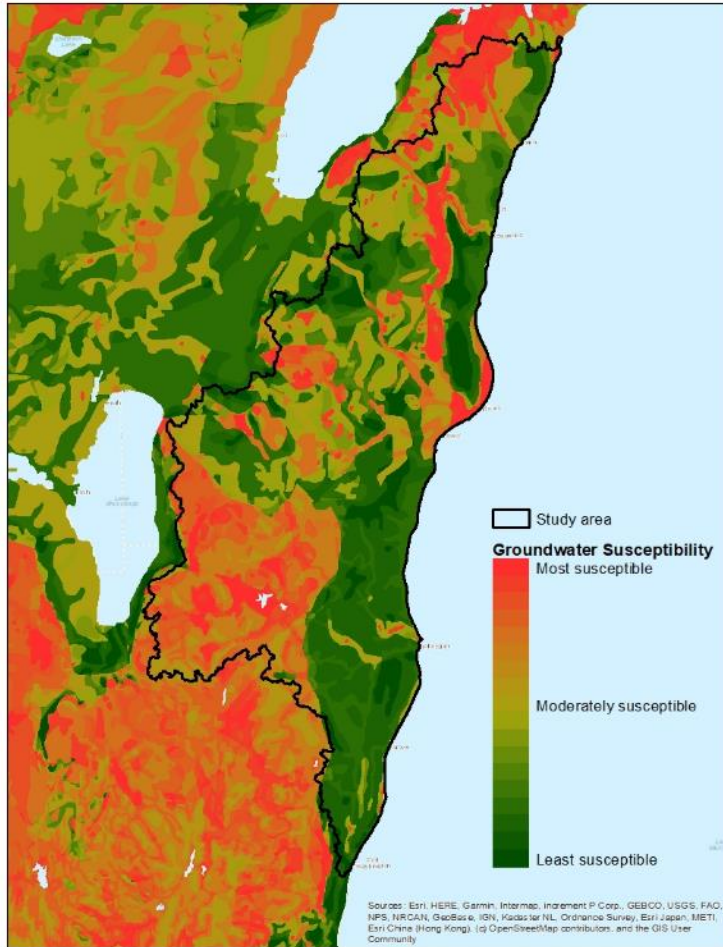 Study area
Groundwater Susceptibility
Most susceptible
Moderately susceptible
Least susceptible
Sources: Esri, HERE, Garmin, Intermap, increment P Corp., GEBCO, USGS, FAO,
NPS, NRCAN, GeoBase, IGN, Kadaster NL, Ordnance Survey, Esri Japan, METI,
Esri China (Hong Kong), (c) OpenStreetMap contributors, and the GIS User
Community